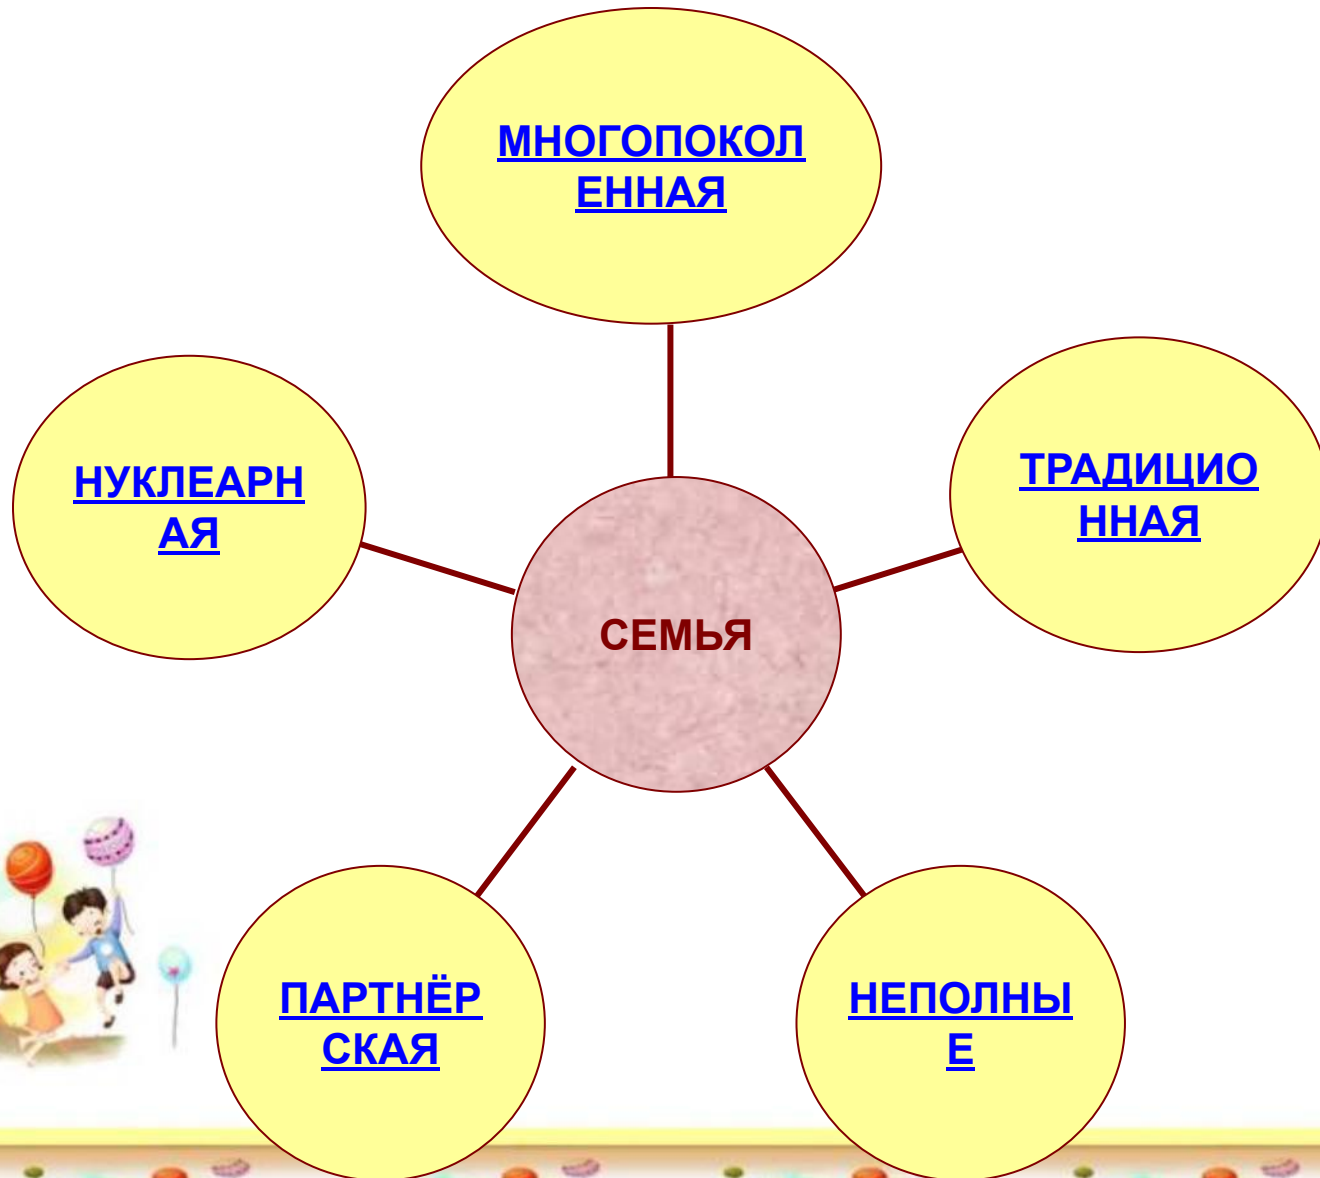 МНОГОПОКОЛ
ЕННАЯ
НУКЛЕАРН
АЯ
ТРАДИЦИО
ННАЯ
СЕМЬЯ
ПАРТНЁР
СКАЯ
НЕПОЛНЫ
Е